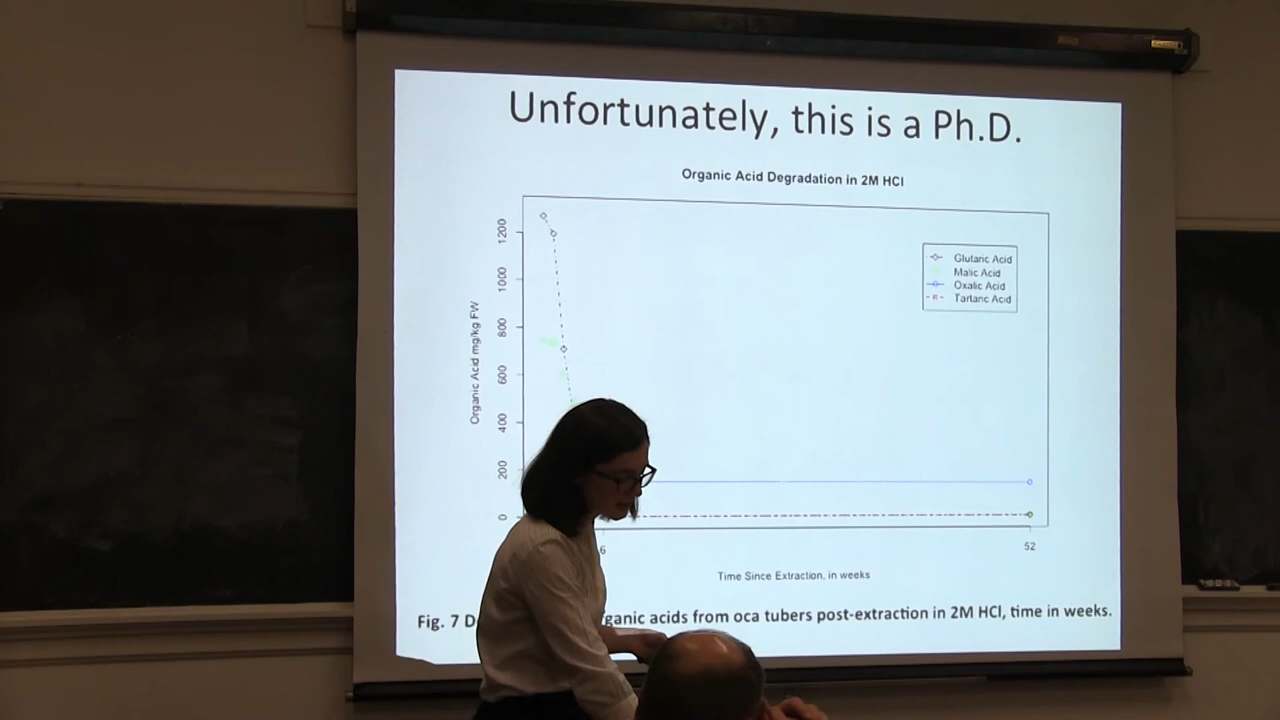 Unfortunately, this is a Ph.D.
Organic Acid Degradation in 2M HCl
Organic Acid mg/kg FW
1200
1000
800
600
400
200
0
Glutaric Acid
Malic Acid
Oxalic Acid
Tartaric Acid
6
52
Time Since Extraction, in weeks
Fig. 7 D rganic acids from oca tubers post-extraction in 2M HCl, time in weeks.